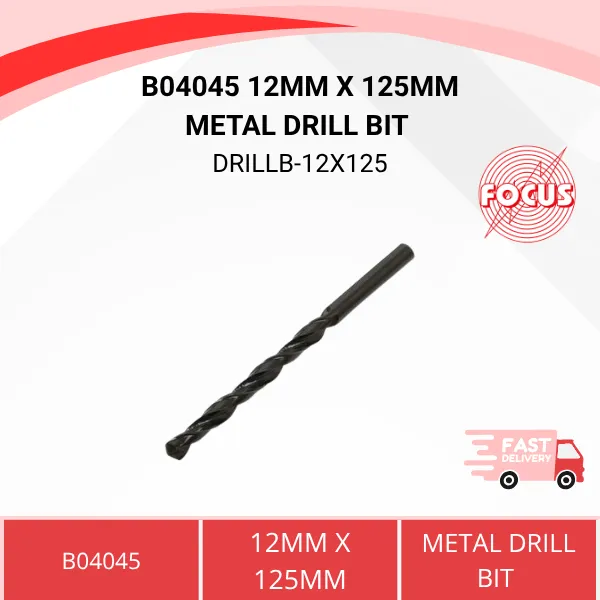 B04045 12MM X 125MM
METAL DRILL BIT
DRILLB-12X125
FOCUS
FAST
DELIVERY
B04045
12MM X
125MM
METAL DRILL
BIT